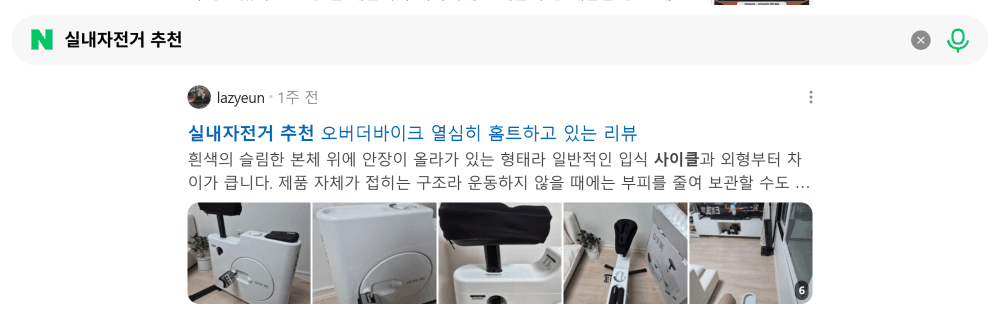 실내자전거 추천
lazyeun · 1주 전
실내자전거 추천 오버더바이크 열심히 홈트하고 있는 리뷰
흰색의 슬림한 본체 위에 안장이 올라가 있는 형태라 일반적인 입식 사이클과 외형부터 차
이가 큽니다. 제품 자체가 접히는 구조라 운동하지 않을 때에는 부피를 줄여 보관할 수도 ...
6